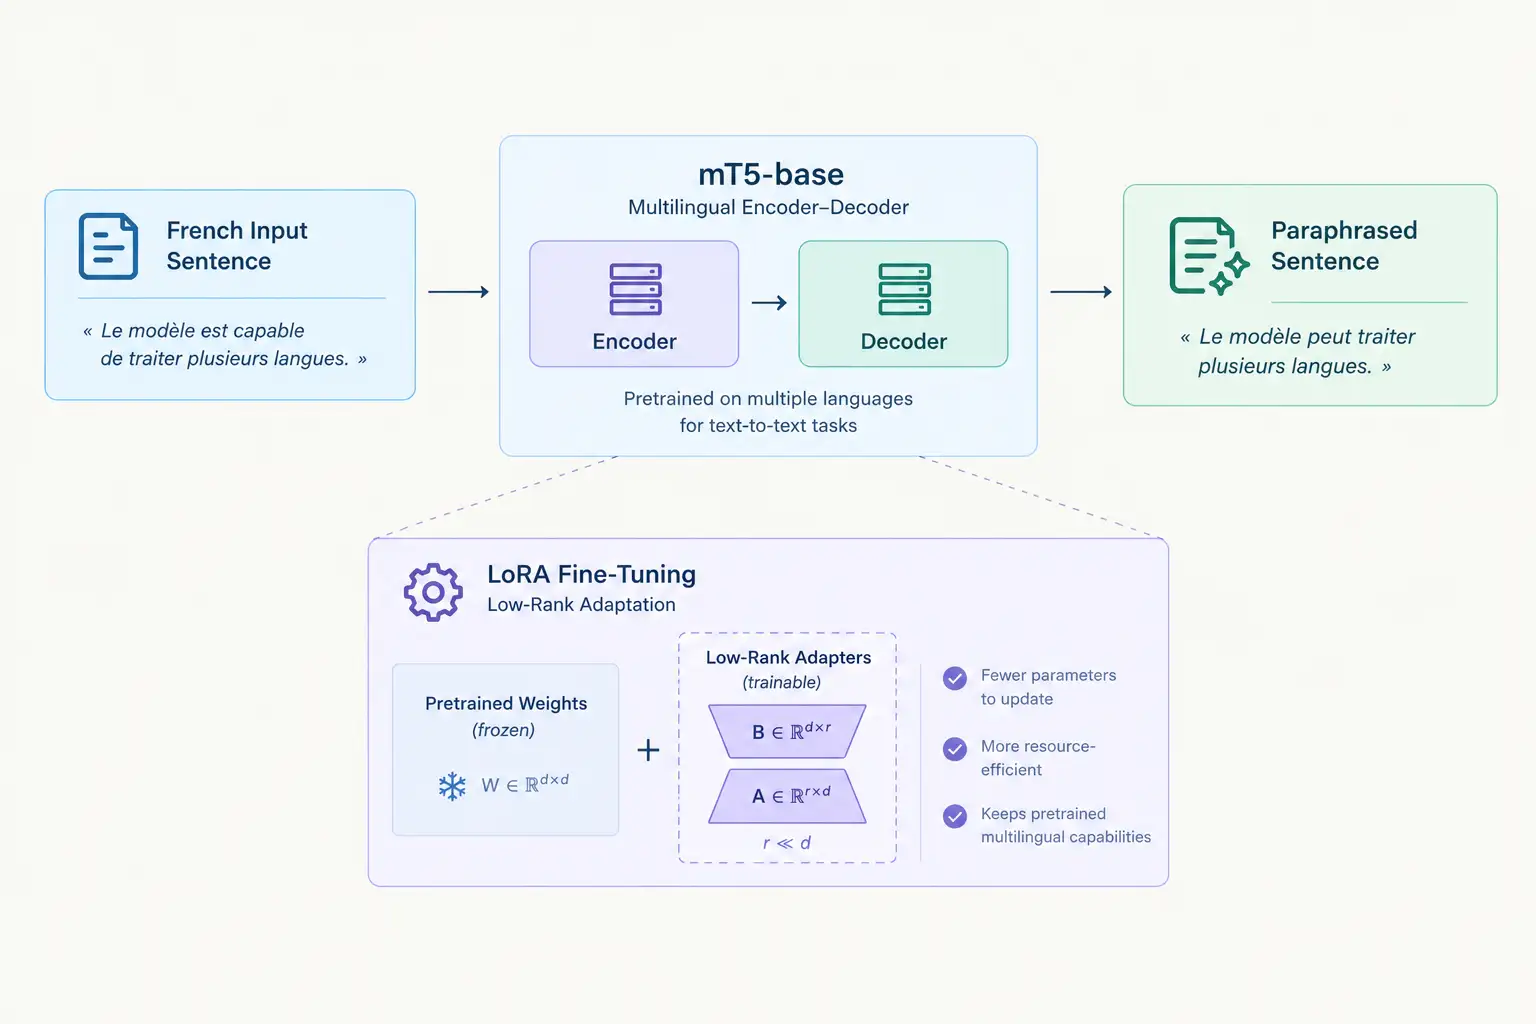 French Input
Sentence
« Le modèle est capable
de traiter plusieurs langues. »
mT5-base
Multilingual Encoder–Decoder
Encoder
Decoder
Pretrained on multiple languages
for text-to-text tasks
Paraphrased
Sentence
« Le modèle peut traiter
plusieurs langues. »
LoRA Fine-Tuning
Low-Rank Adaptation
Pretrained Weights
(frozen)
W ∈ ℝ^{d×d}
+
Low-Rank Adapters
(trainable)
B ∈ ℝ^{d×r}
A ∈ ℝ^{r×d}
r ≪ d
Fewer parameters
to update
More resource-
efficient
Keeps pretrained
multilingual capabilities